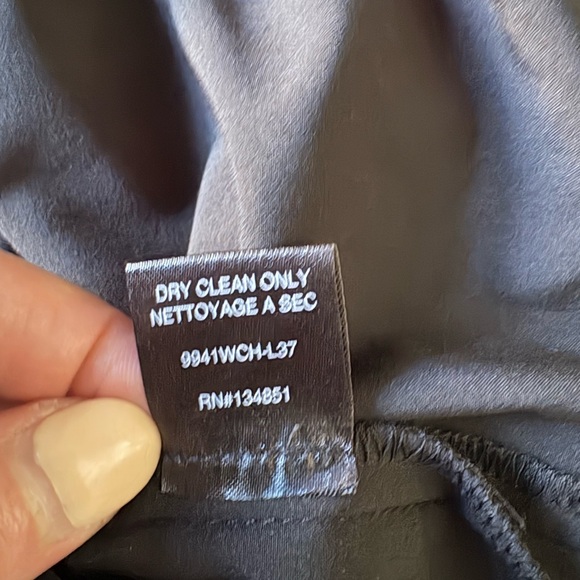 DRY CLEAN ONLY
NETTOYAGE A SEC
9941WCH-L37
RN#134851